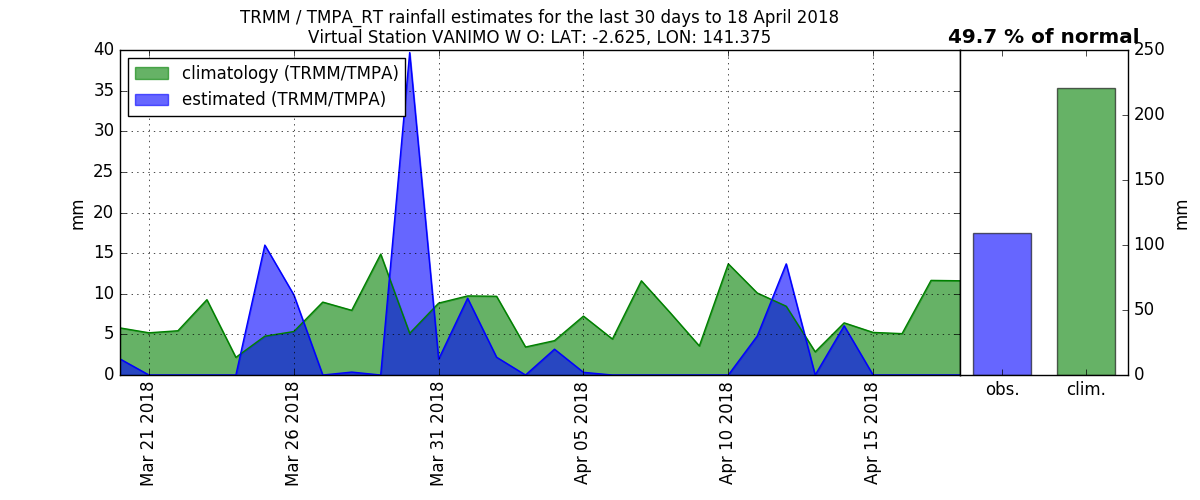 TRMM / TMPA_RT rainfall estimates for the last 30 days to 18 April 2018
Virtual Station VANIMO W O: LAT: -2.625, LON: 141.375
49.7 % of normal
climatology (TRMM/TMPA)
estimated (TRMM/TMPA)
40
35
30
25
20
15
10
5
0
mm
Mar 21 2018
Mar 26 2018
Mar 31 2018
Apr 05 2018
Apr 10 2018
Apr 15 2018
250
200
150
100
50
0
mm
obs.
clim.